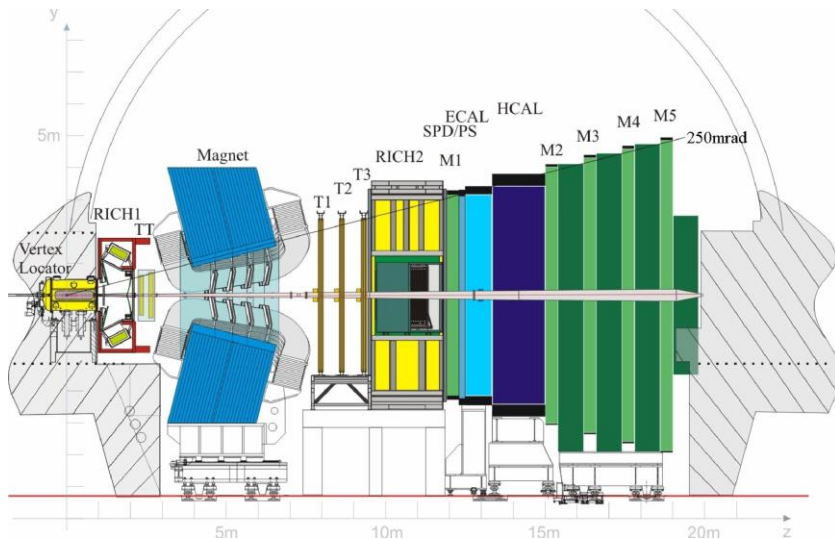 y
5m
Magnet
RICH1
TT
Vertex
Locator
T1
T2
T3
RICH2
M1
SPD/PS
ECAL
HCAL
M2
M3
M4
M5
250mrad
5m
10m
15m
20m
z